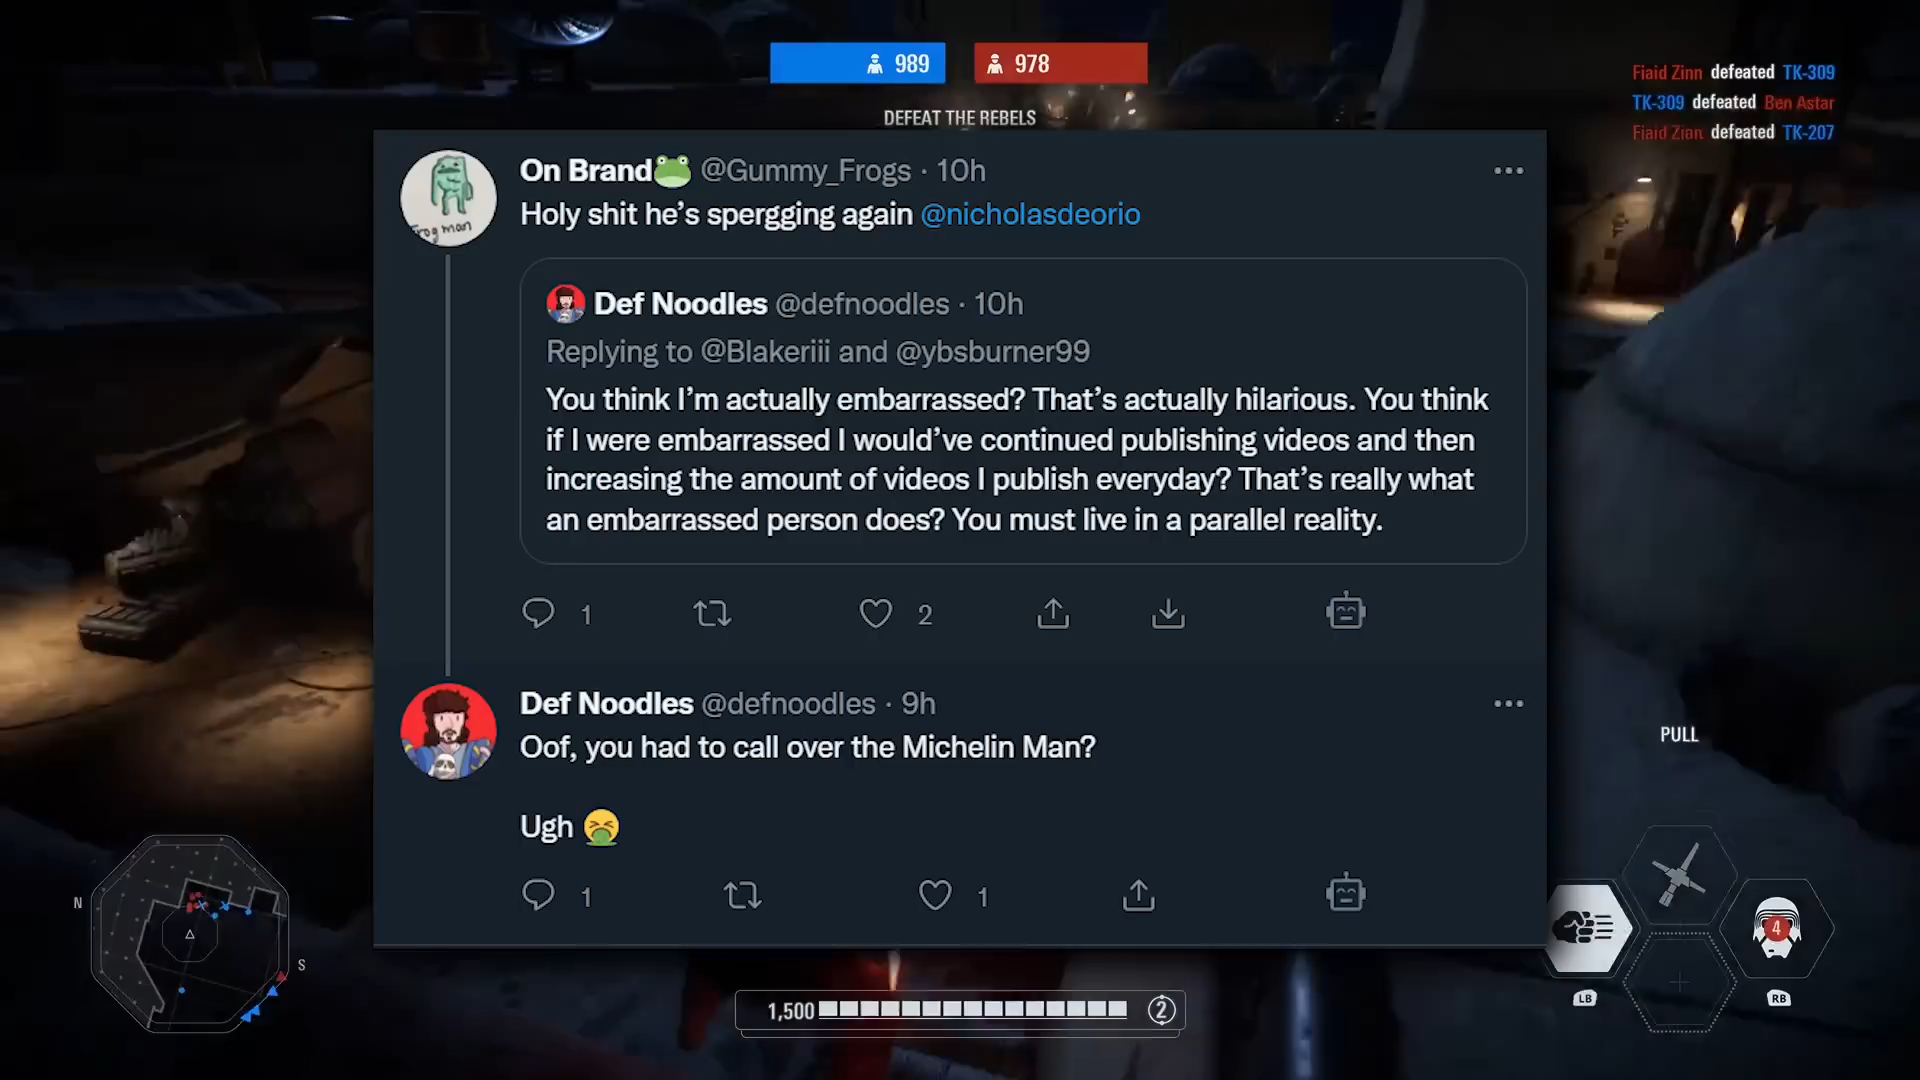 989
978
DEFEAT THE REBELS
Fiaid Zinn defeated TK-309
TK-309 defeated Ben Astar
Fiaid Zinn defeated TK-207
On Brand🐸 @Gummy_Frogs · 10h
Holy shit he's spergging again @nicholasdeorio
frog man
Def Noodles @defnoodles · 10h
Replying to @Blakeriii and @ybsburner99
You think I'm actually embarrassed? That's actually hilarious. You think
if I were embarrassed I would've continued publishing videos and then
increasing the amount of videos I publish everyday? That's really what
an embarrassed person does? You must live in a parallel reality.
1
2
Def Noodles @defnoodles · 9h
Oof, you had to call over the Michelin Man?
Ugh 🤮
1
1
PULL
N
S
4
LB
RB
1,500
2